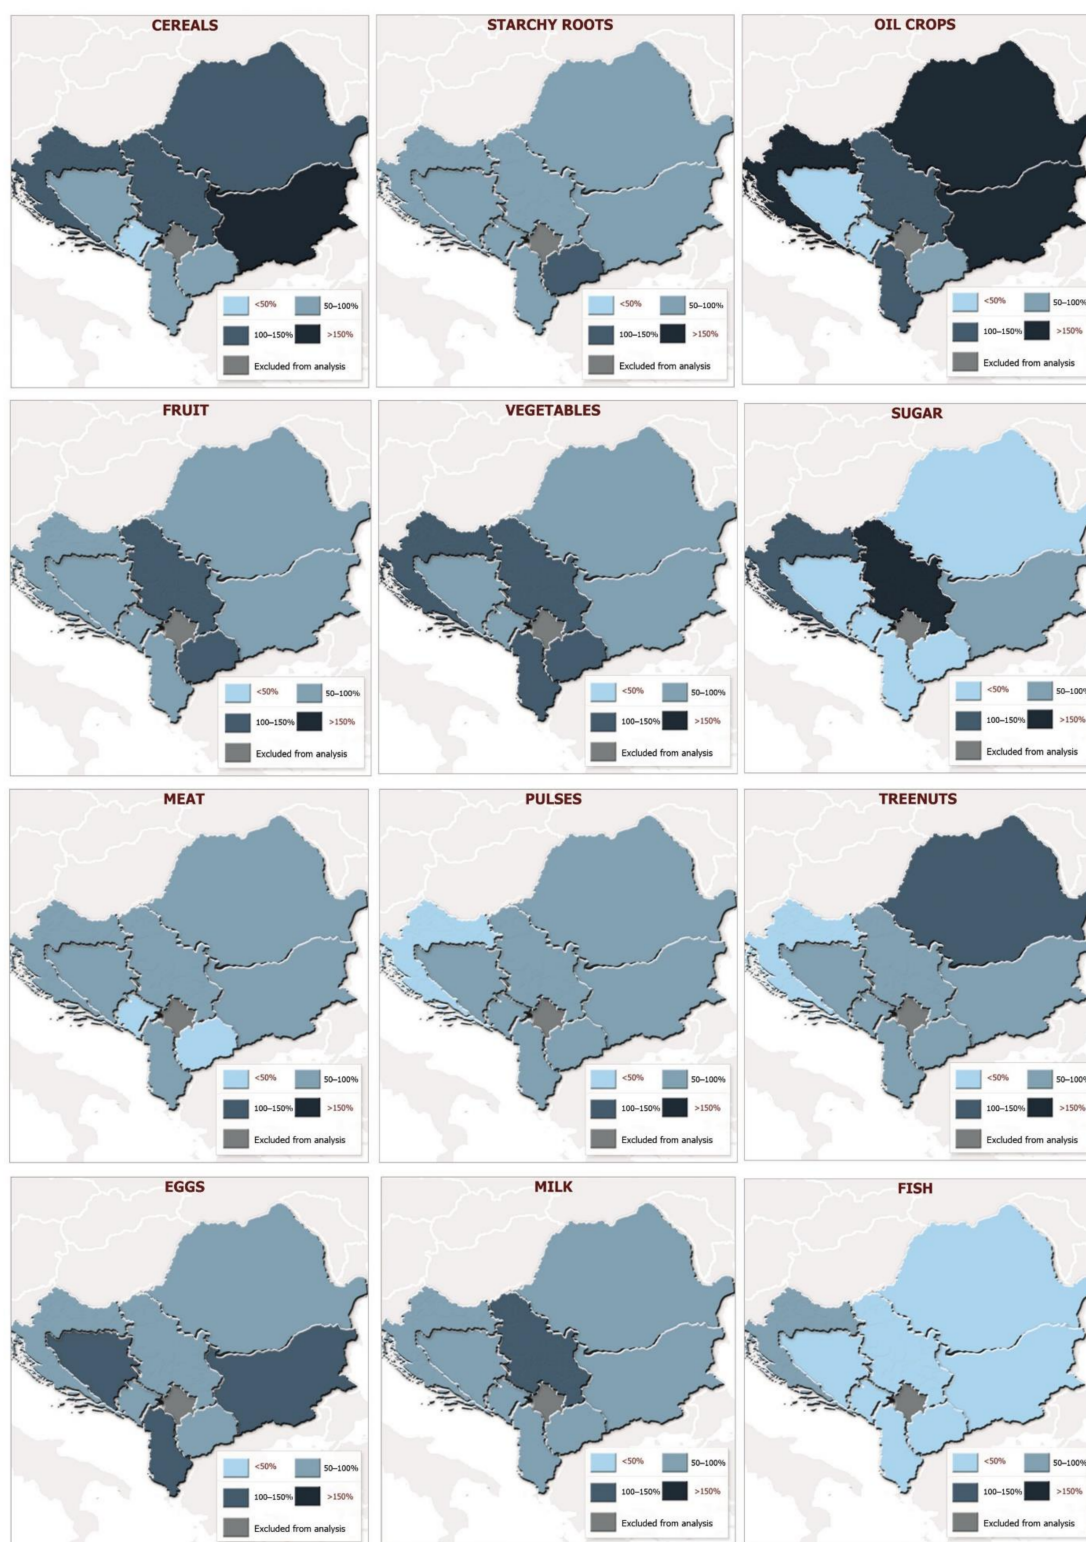 CEREALS
<50%
50–100%
100–150%
>150%
Excluded from analysis
STARCHY ROOTS
<50%
50–100%
100–150%
>150%
Excluded from analysis
OIL CROPS
<50%
50–100%
100–150%
>150%
Excluded from analysis
FRUIT
<50%
50–100%
100–150%
>150%
Excluded from analysis
VEGETABLES
<50%
50–100%
100–150%
>150%
Excluded from analysis
SUGAR
<50%
50–100%
100–150%
>150%
Excluded from analysis
MEAT
<50%
50–100%
100–150%
>150%
Excluded from analysis
PULSES
<50%
50–100%
100–150%
>150%
Excluded from analysis
TREENUTS
<50%
50–100%
100–150%
>150%
Excluded from analysis
EGGS
<50%
50–100%
100–150%
>150%
Excluded from analysis
MILK
<50%
50–100%
100–150%
>150%
Excluded from analysis
FISH
<50%
50–100%
100–150%
>150%
Excluded from analysis